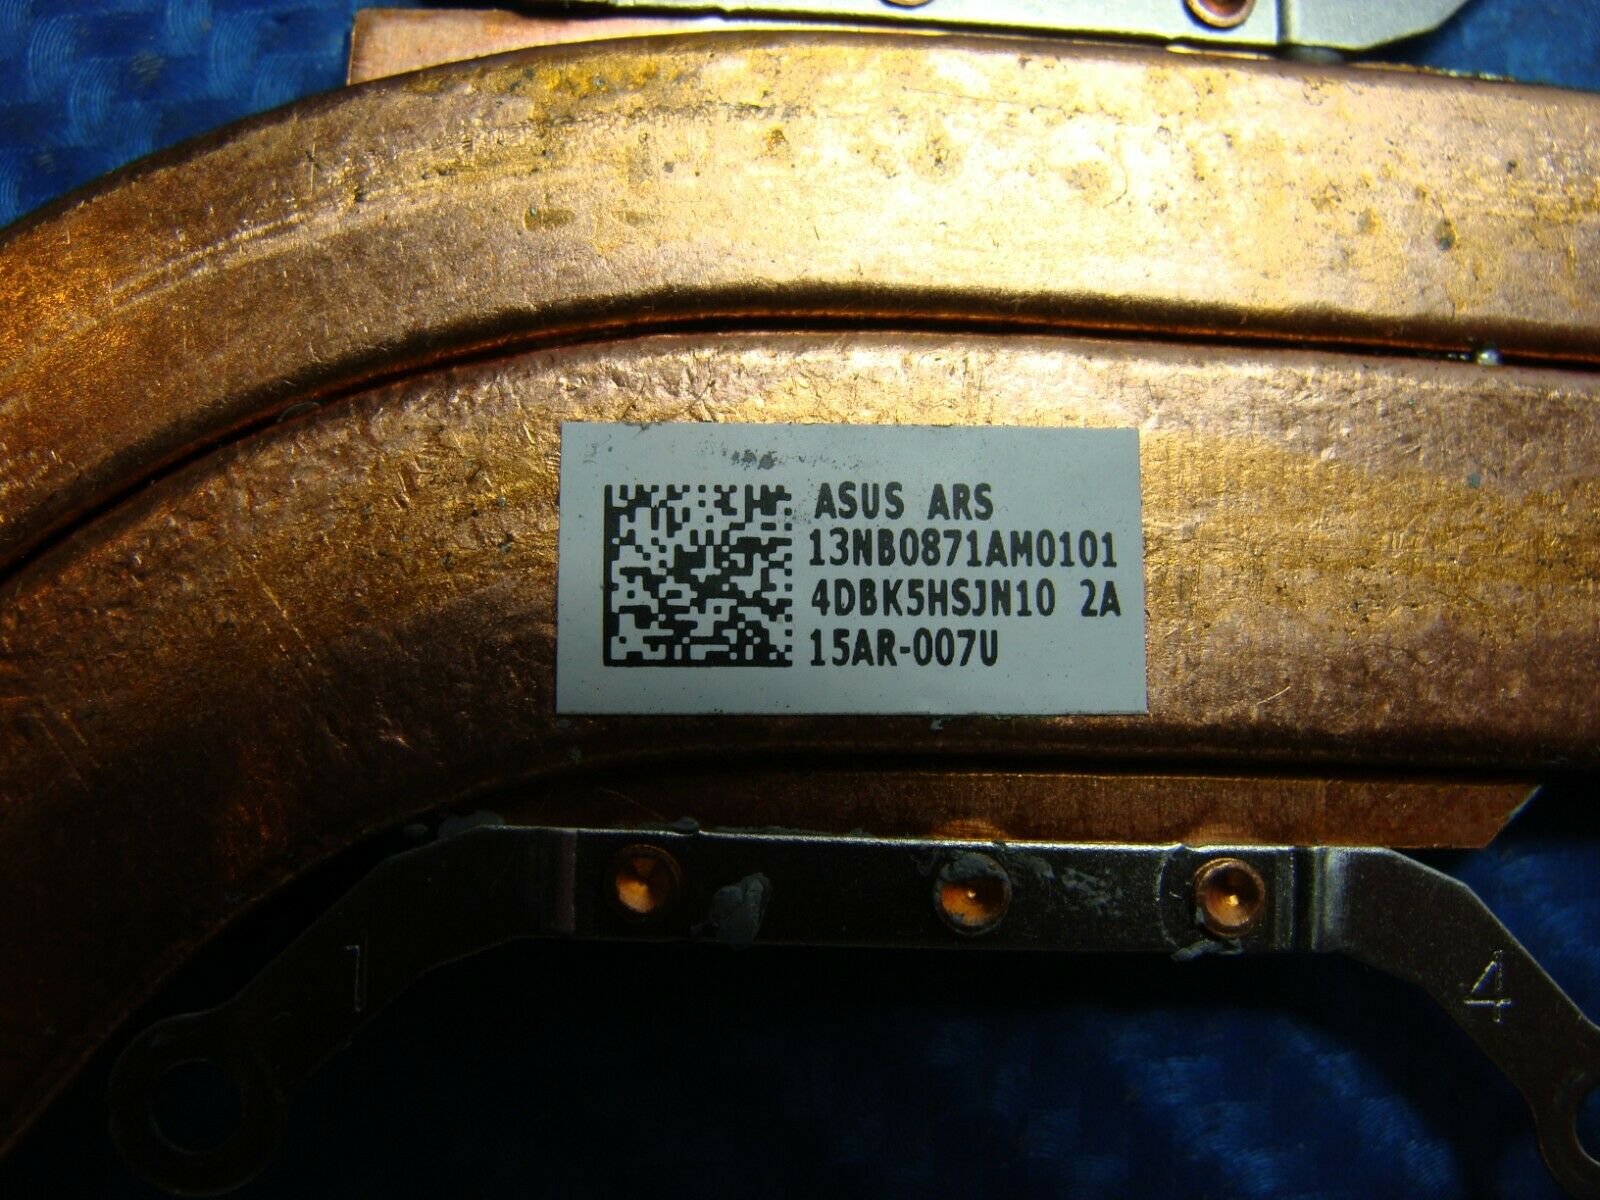 ASUS ARS
13NB0871AM0101
4DBK5HSJN10 2A
15AR-007U
1
4